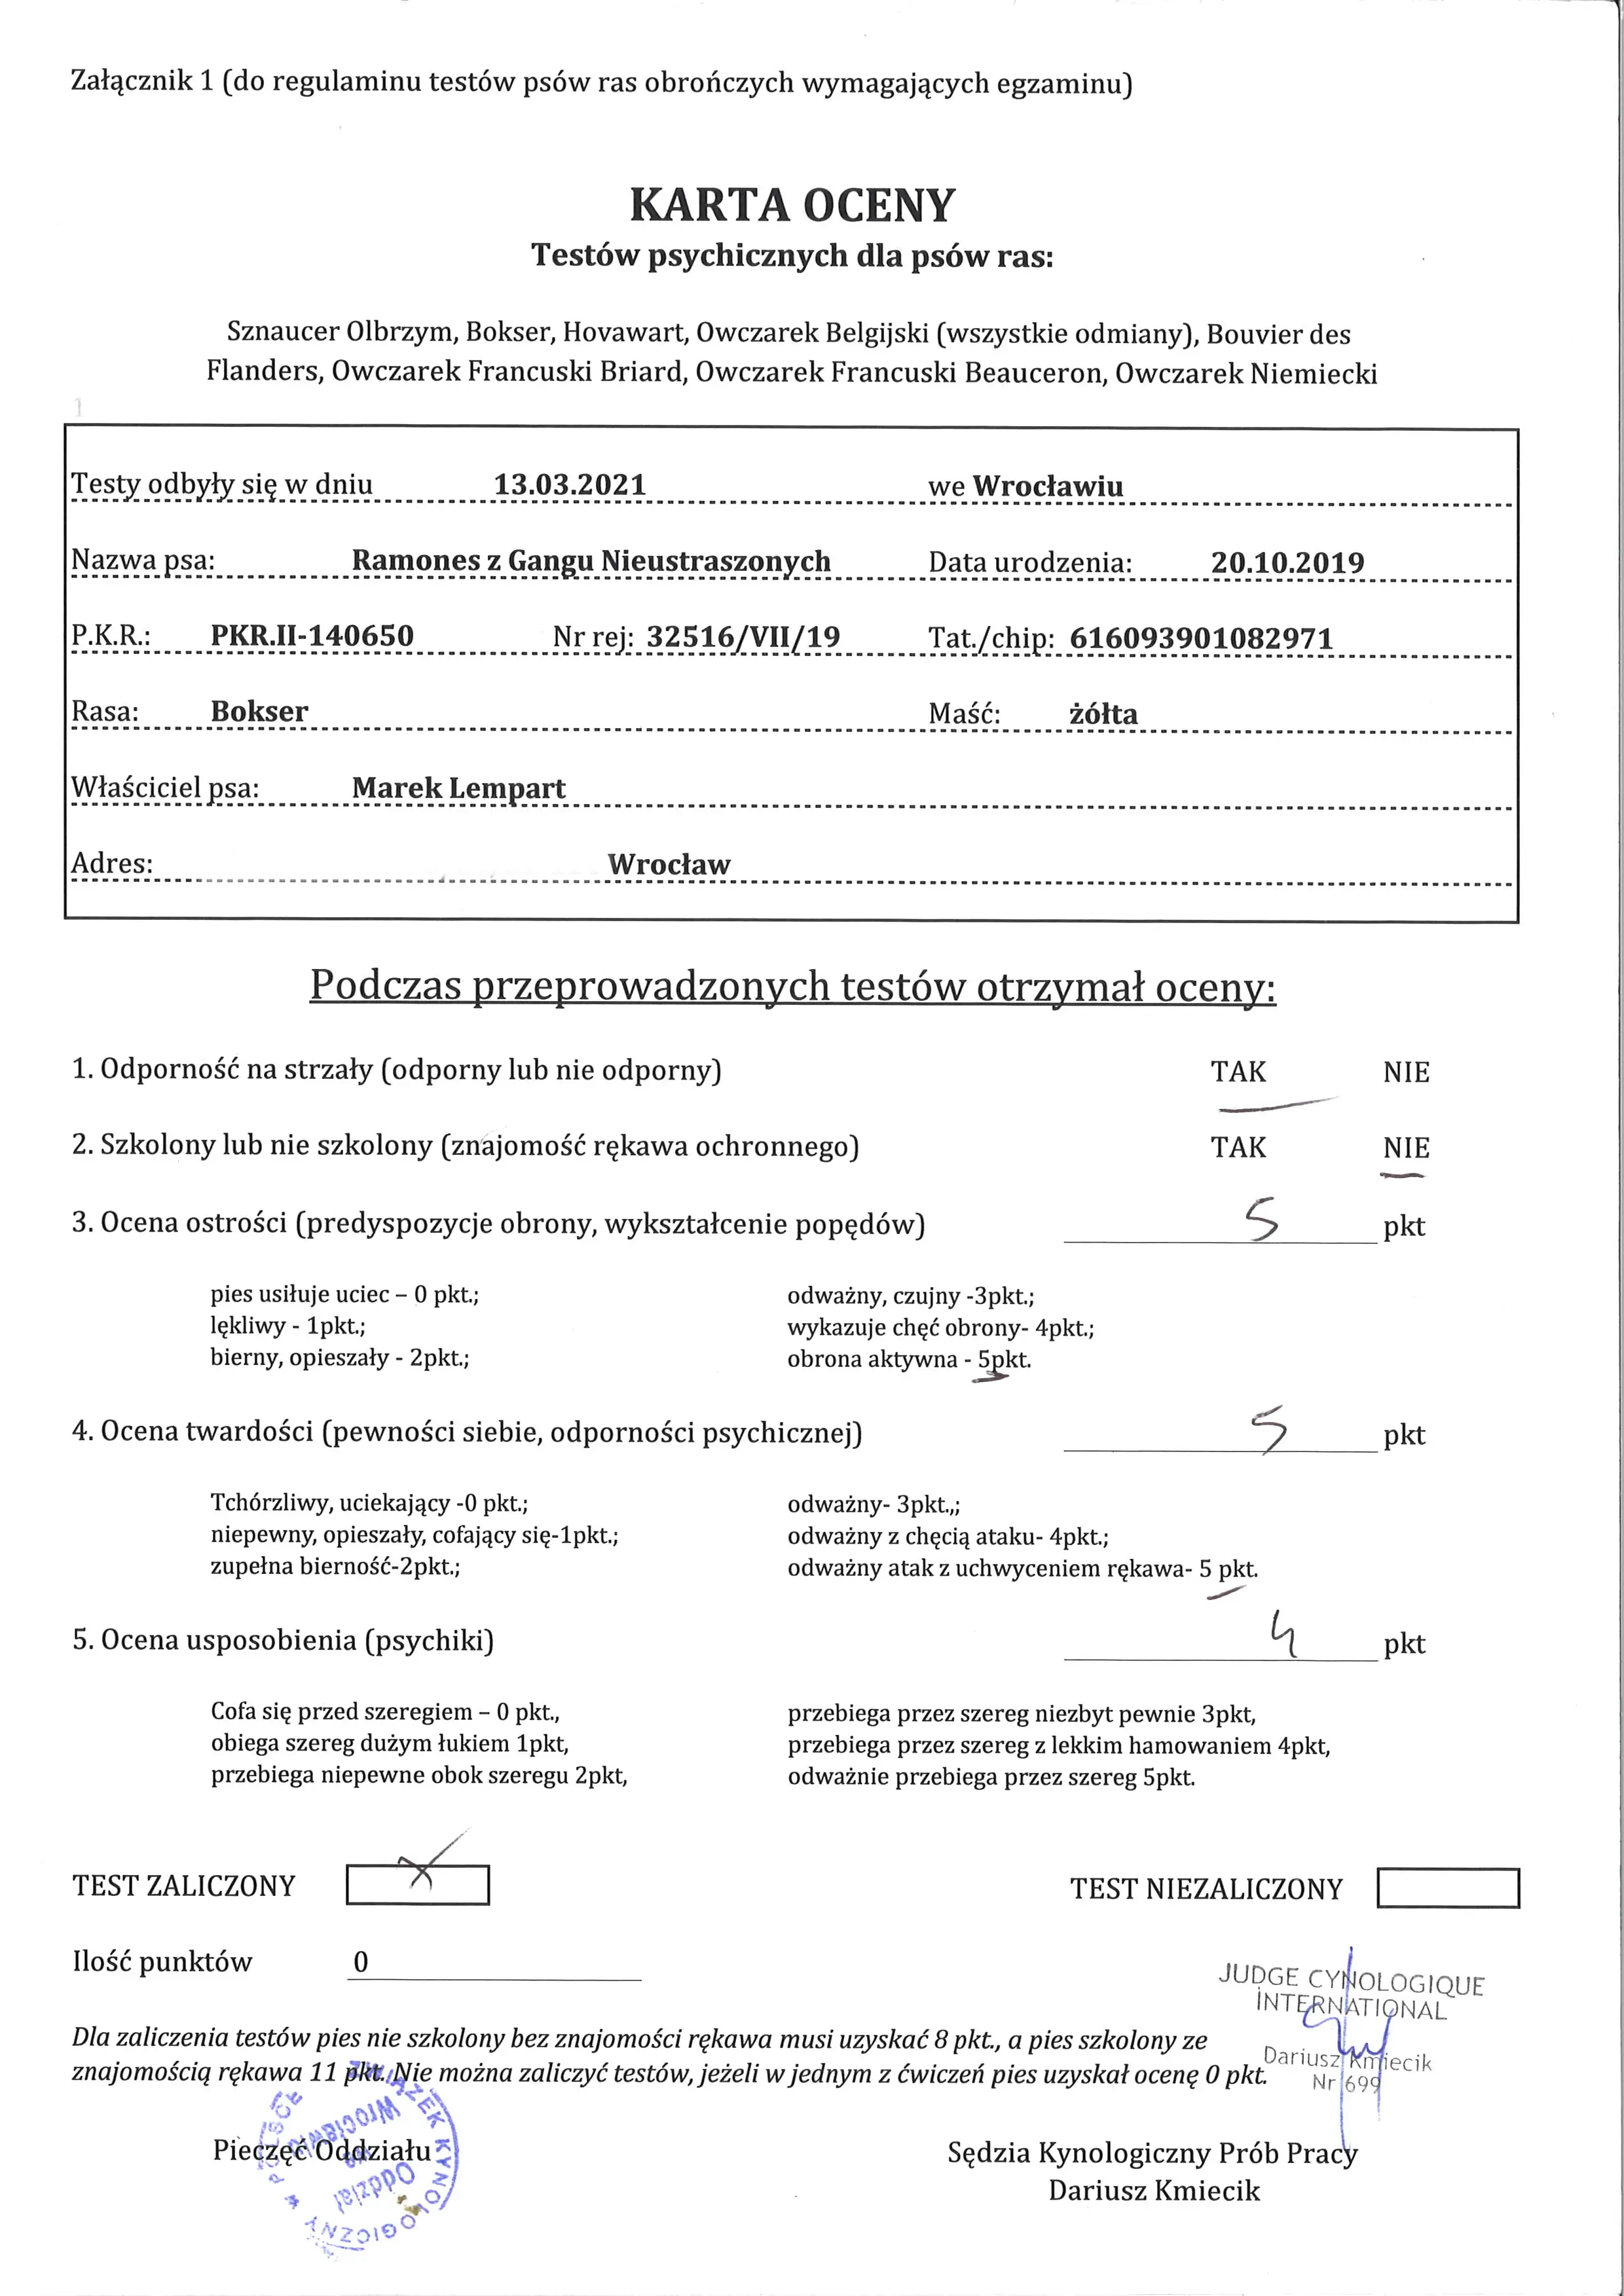 Załącznik 1 (do regulaminu testów psów ras obrończych wymagających egzaminu)
KARTA OCENY
Testów psychicznych dla psów ras:
Sznaucer Olbrzym, Bokser, Hovawart, Owczarek Belgijski (wszystkie odmiany), Bouvier des
Flanders, Owczarek Francuski Briard, Owczarek Francuski Beauceron, Owczarek Niemiecki
1
Testy odbyły się w dniu 13.03.2021 we Wrocławiu
Nazwa psa: Ramones z Gangu Nieustraszonych Data urodzenia: 20.10.2019
P.K.R.: PKR.II-140650 Nr rej: 32516/VII/19 Tat./chip: 616093901082971
Rasa: Bokser Maść: żółta
Właściciel psa: Marek Lempart
Adres: Wrocław
Podczas przeprowadzonych testów otrzymał oceny:
1. Odporność na strzały (odporny lub nie odporny) TAK NIE
2. Szkolony lub nie szkolony (znajomość rękawa ochronnego) TAK NIE
3. Ocena ostrości (predyspozycje obrony, wykształcenie popędów) 5 pkt
pies usiłuje uciec – 0 pkt.; odważny, czujny -3pkt.;
lękliwy - 1pkt.; wykazuje chęć obrony- 4pkt.;
bierny, opieszały - 2pkt.; obrona aktywna - 5pkt.
4. Ocena twardości (pewności siebie, odporności psychicznej) 5 pkt
Tchórzliwy, uciekający -0 pkt.; odważny- 3pkt.,;
niepewny, opieszały, cofający się-1pkt.; odważny z chęcią ataku- 4pkt.;
zupełna bierność-2pkt.; odważny atak z uchwyceniem rękawa- 5 pkt.
5. Ocena usposobienia (psychiki) 4 pkt
Cofa się przed szeregiem – 0 pkt., przebiega przez szereg niezbyt pewnie 3pkt,
obiega szereg dużym łukiem 1pkt, przebiega przez szereg z lekkim hamowaniem 4pkt,
przebiega niepewne obok szeregu 2pkt, odważnie przebiega przez szereg 5pkt.
TEST ZALICZONY X TEST NIEZALICZONY
Ilość punktów 0
JUDGE CYNOLOGIQUE
INTERNATIONAL
Dariusz Kmiecik
Nr 699
Dla zaliczenia testów pies nie szkolony bez znajomości rękawa musi uzyskać 8 pkt., a pies szkolony ze
znajomością rękawa 11 pkt. Nie można zaliczyć testów, jeżeli w jednym z ćwiczeń pies uzyskał ocenę 0 pkt.
ZWIĄZEK KYNOLOGICZNY w POLSCE
Oddział
we
Wrocławiu
Pieczęć Oddziału
Sędzia Kynologiczny Prób Pracy
Dariusz Kmiecik